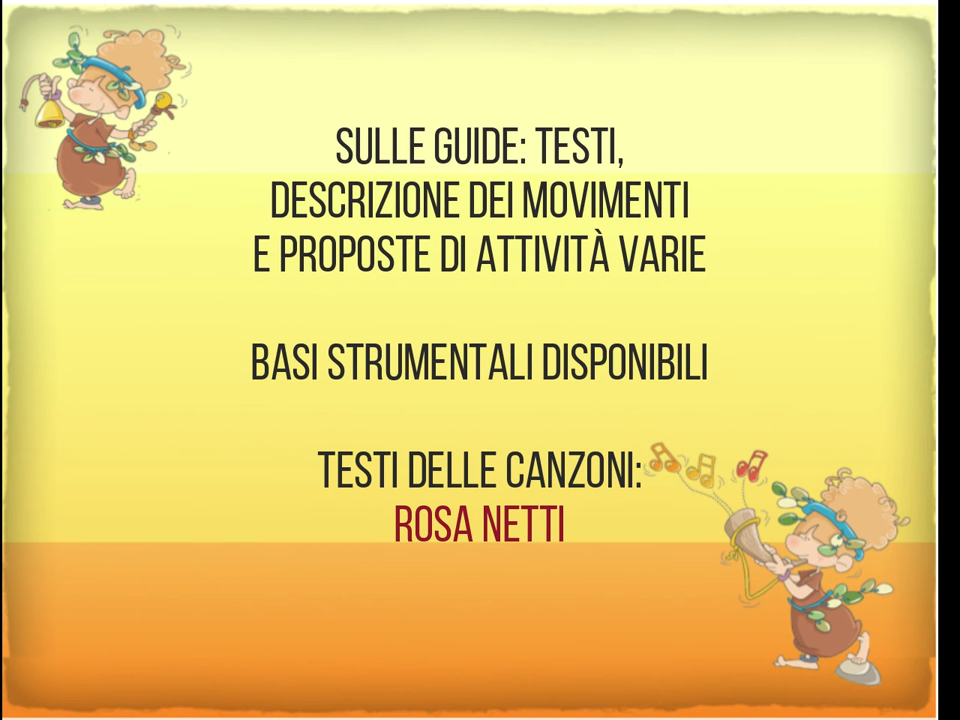 SULLE GUIDE: TESTI,
DESCRIZIONE DEI MOVIMENTI
E PROPOSTE DI ATTIVITÀ VARIE
BASI STRUMENTALI DISPONIBILI
TESTI DELLE CANZONI:
ROSA NETTI